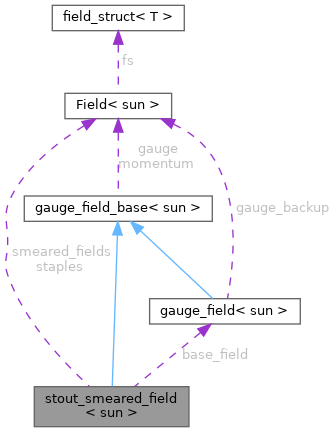 field_struct< T >
fs
Field< sun >
gauge
momentum
gauge_field_base< sun >
gauge_backup
smeared_fields
staples
gauge_field< sun >
base_field
stout_smeared_field
< sun >